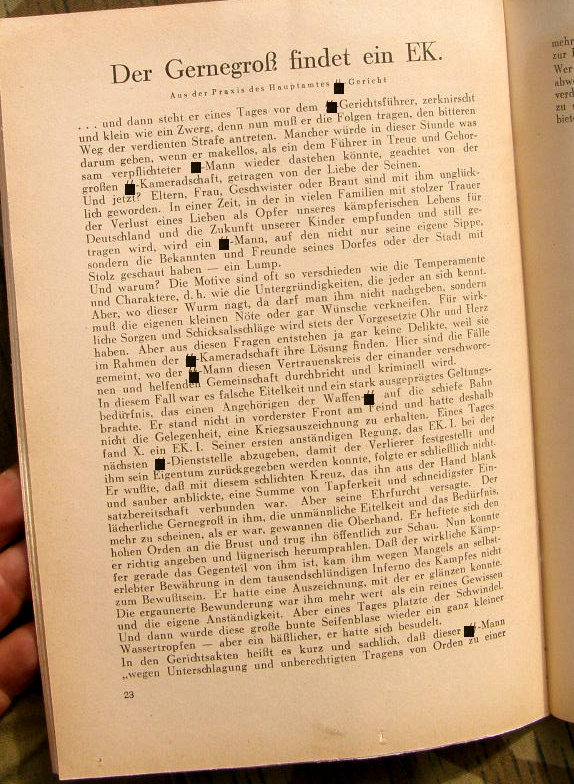 Der Gernegroß findet ein EK.
Aus der Praxis des Hauptamtes Gericht
. . . und dann steht er eines Tages vor dem -Gerichtsführer, zerknirscht
und klein wie ein Zwerg, denn nun muß er die Folgen tragen, den bitteren
Weg der verdienten Strafe antreten. Mancher würde in dieser Stunde was
darum geben, wenn er makellos, als ein dem Führer in Treue und Gehor-
sam verpflichteter -Mann wieder dastehen könnte, geachtet von der
großen -Kameradschaft, getragen von der Liebe der Seinen.
Und jetzt? Eltern, Frau, Geschwister oder Braut sind mit ihm unglück-
lich geworden. In einer Zeit, in der in vielen Familien mit stolzer Trauer
der Verlust eines Lieben als Opfer unseres kämpferischen Lebens für
Deutschland und die Zukunft unserer Kinder empfunden und still ge-
tragen wird, wird ein -Mann, auf den nicht nur seine eigene Sippe,
sondern die Bekannten und Freunde seines Dorfes oder der Stadt mit
Stolz geschaut haben — ein Lump.
Und warum? Die Motive sind oft so verschieden wie die Temperamente
und Charaktere, d. h. wie die Untergründigkeiten, die jeder an sich kennt.
Aber, wo dieser Wurm nagt, da darf man ihm nicht nachgeben, sondern
muß die eigenen kleinen Nöte oder gar Wünsche verkneifen. Für wirk-
liche Sorgen und Schicksalsschläge wird stets der Vorgesetzte Ohr und Herz
haben. Aber aus diesen Fragen entstehen ja gar keine Delikte, weil sie
im Rahmen der -Kameradschaft ihre Lösung finden. Hier sind die Fälle
gemeint, wo der -Mann diesen Vertrauenskreis der einander verschwore-
nen und helfenden Gemeinschaft durchbricht und kriminell wird.
In diesem Fall war es falsche Eitelkeit und ein stark ausgeprägtes Geltungs-
bedürfnis, das einen Angehörigen der Waffen- auf die schiefe Bahn
brachte. Er stand nicht in vorderster Front am Feind und hatte deshalb
nicht die Gelegenheit, eine Kriegsauszeichnung zu erhalten. Eines Tages
fand X. ein EK. I. Seiner ersten anständigen Regung, das EK. I. bei der
nächsten -Dienststelle abzugeben, damit der Verlierer festgestellt und
ihm sein Eigentum zurückgegeben werden konnte, folgte er schließlich nicht.
Er wußte, daß mit diesem schlichten Kreuz, das ihn aus der Hand blank
und sauber anblickte, eine Summe von Tapferkeit und schneidigster Ein-
satzbereitschaft verbunden war. Aber seine Ehrfurcht versagte. Der
lächerliche Gernegroß in ihm, die unmännliche Eitelkeit und das Bedürfnis,
mehr zu scheinen, als er war, gewannen die Oberhand. Er heftete sich den
hohen Orden an die Brust und trug ihn öffentlich zur Schau. Nun konnte
er richtig angeben und lügnerisch herumprahlen. Daß der wirkliche Kämp-
fer gerade das Gegenteil von ihm ist, kam ihm wegen Mangels an selbst-
erlebter Bewährung in dem tausendschlündigen Inferno des Kampfes nicht
zum Bewußtsein. Er hatte eine Auszeichnung, mit der er glänzen konnte.
Die ergaunerte Bewunderung war ihm mehr wert als ein reines Gewissen
und die eigene Anständigkeit. Aber eines Tages platzte der Schwindel.
Und dann wurde diese große bunte Seifenblase wieder ein ganz kleiner
Wassertropfen — aber ein häßlicher, er hatte sich besudelt.
In den Gerichtsakten heißt es kurz und sachlich, daß dieser -Mann
„wegen Unterschlagung und unberechtigten Tragens von Orden zu einer
23
mehr
zur
Wer